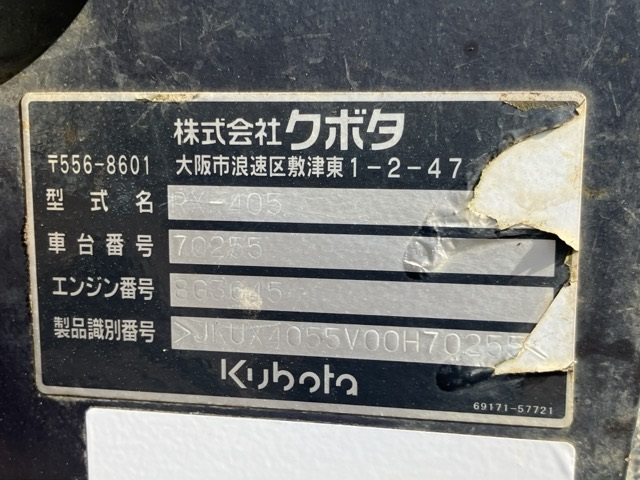 株式会社クボタ
〒556-8601 大阪市浪速区敷津東1-2-47
型式名 -405
車台番号 70255
エンジン番号
製品識別番号 >JKUX4055V00H70255<
Kubota
69171-57721